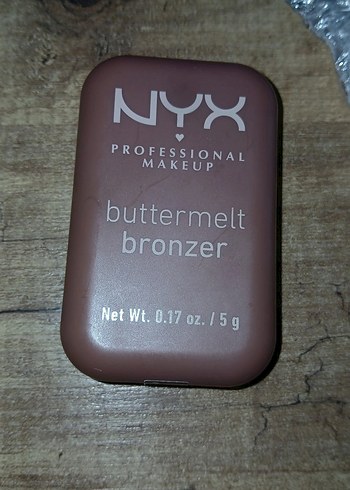 NYX
PROFESSIONAL
MAKEUP
buttermelt
bronzer
Net Wt. 0.17 oz. / 5 g